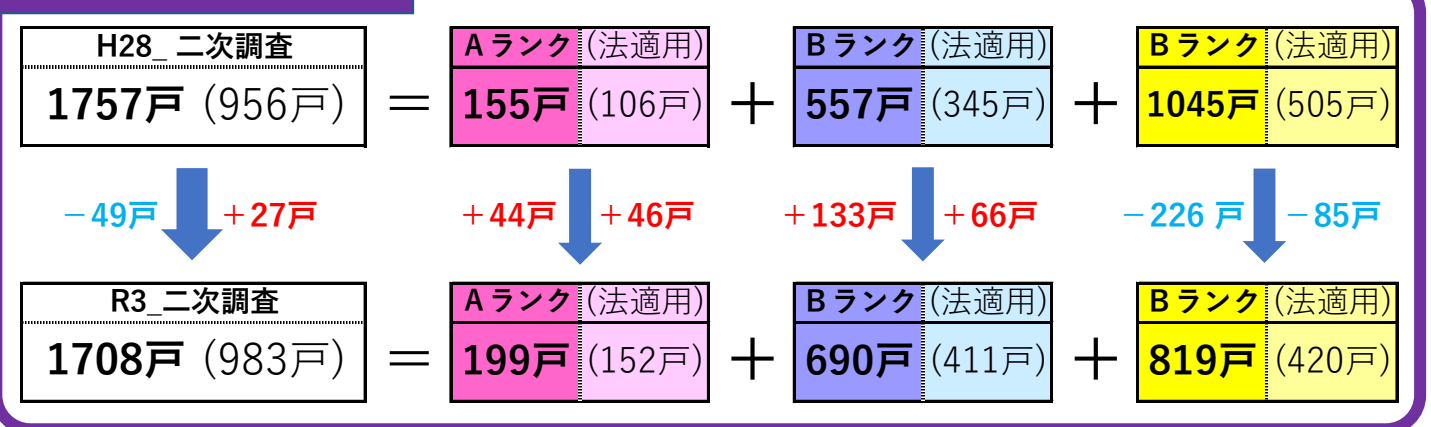 H28_二次調査 Aランク (法適用) Bランク (法適用) Bランク (法適用)
1757戸 (956戸) ＝ 155戸 (106戸) ＋ 557戸 (345戸) ＋ 1045戸 (505戸)
－49戸 ＋27戸 ＋44戸 ＋46戸 ＋133戸 ＋66戸 －226 戸 －85戸
R3_二次調査 Aランク (法適用) Bランク (法適用) Bランク (法適用)
1708戸 (983戸) ＝ 199戸 (152戸) ＋ 690戸 (411戸) ＋ 819戸 (420戸)